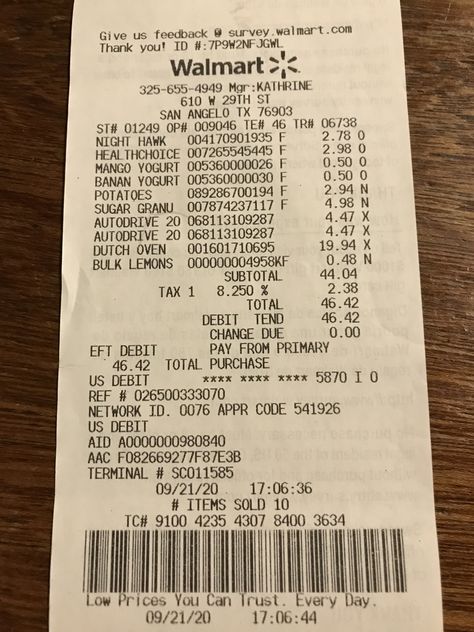 Give us feedback @ survey.walmart.com
Thank you! ID #:7P9W2NFJGWL
Walmart
325-655-4949 Mgr:KATHRINE
610 W 29TH ST
SAN ANGELO TX 76903
ST# 01249 OP# 009046 TE# 46 TR# 06738
NIGHT HAWK 004170901935 F 2.78 O
HEALTHCHOICE 007265545445 F 2.98 O
MANGO YOGURT 005360000026 F 0.50 O
BANAN YOGURT 005360000030 F 0.50 O
POTATOES 089286700194 F 2.94 N
SUGAR GRANU 007874237117 F 4.98 N
AUTODRIVE 20 068113109287 4.47 X
AUTODRIVE 20 068113109287 4.47 X
DUTCH OVEN 001601710695 19.94 X
BULK LEMONS 000000004958KF 0.48 N
SUBTOTAL 44.04
TAX 1 8.250 % 2.38
TOTAL 46.42
DEBIT TEND 46.42
CHANGE DUE 0.00
EFT DEBIT PAY FROM PRIMARY
46.42 TOTAL PURCHASE
US DEBIT **** **** **** 5870 I 0
REF # 026500333070
NETWORK ID. 0076 APPR CODE 541926
US DEBIT
AID A0000000980840
AAC F082669277F87E3B
TERMINAL # SC011585
09/21/20 17:06:36
# ITEMS SOLD 10
TC# 9100 4235 4307 8400 3634
Low Prices You Can Trust. Every Day.
09/21/20 17:06:44